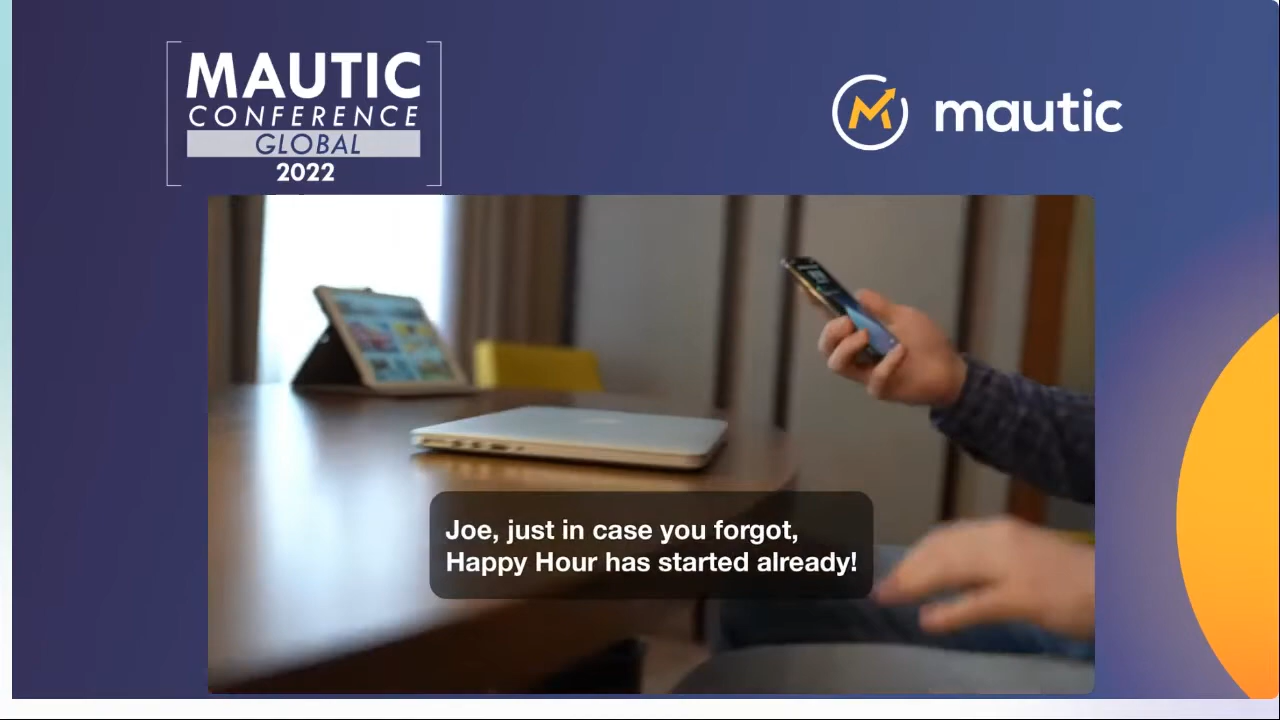 MAUTIC
CONFERENCE
GLOBAL
2022
mautic
Joe, just in case you forgot,
Happy Hour has started already!